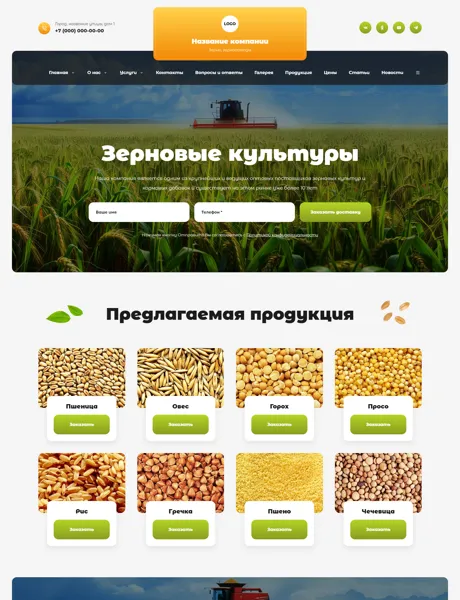 Город, название улицы, дом 1
+7 (000) 000-00-00
LOGO
Название компании
Главная
О нас
Услуги
Контакты
Вопросы и ответы
Галерея
Продукция
Цены
Статьи
Новости
Зерновые культуры
Наша компания является одним из крупнейших и ведущих оптовых поставщиков зерновых культур и
кормовых добавок и существует на этом рынке уже более 10 лет
Ваше имя
Телефон *
Заказать доставку
Нажимая кнопку Отправить Вы соглашаетесь с Политикой конфиденциальности
Предлагаемая продукция
Пшеница
Овес
Горох
Просо
Заказать
Заказать
Заказать
Заказать
Рис
Гречка
Пшено
Чечевица
Заказать
Заказать
Заказать
Заказать